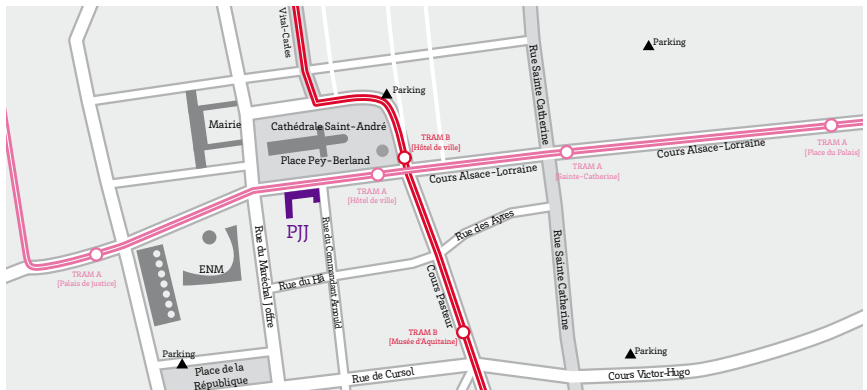 Vital-Carles
Parking
Parking
Rue Sainte Catherine
Mairie
Cathédrale Saint-André
Place Pey-Berland
TRAM B
[Hôtel de ville]
TRAM A
[Place du Palais]
Cours Alsace-Lorraine
Cours Alsace-Lorraine
TRAM A
[Sainte-Catherine]
TRAM A
[Hôtel de ville]
PJJ
Rue du Commandant Arnould
Rue des Ayres
Rue du Maréchal Joffre
ENM
TRAM A
[Palais de justice]
Rue du Hâ
Cours Pasteur
Rue Sainte Catherine
TRAM B
[Musée d'Aquitaine]
Parking
Parking
Place de la
République
Rue de Cursol
Cours Victor-Hugo